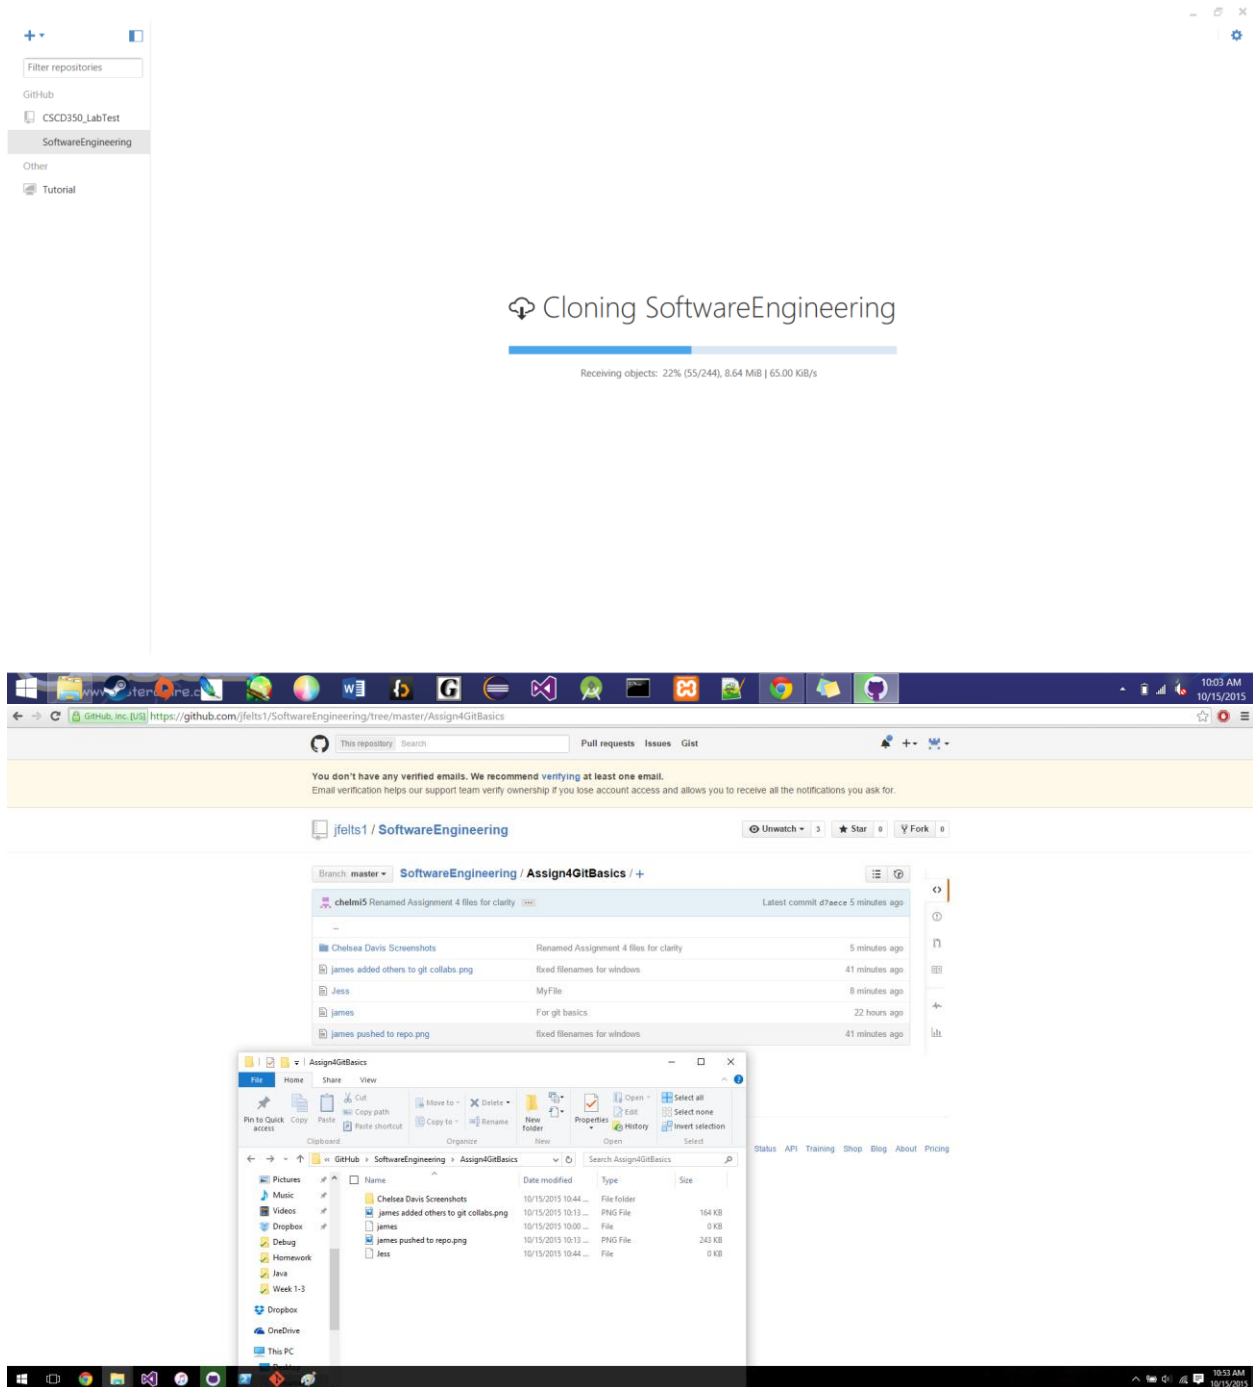 Filter repositories
GitHub
CSCD350_LabTest
SoftwareEngineering
Other
Tutorial
Cloning SoftwareEngineering
Receiving objects: 22% (55/244), 8.64 MiB | 65.00 KiB/s
10:03 AM
10/15/2015
GitHub, Inc. [US] https://github.com/jfelts1/SoftwareEngineering/tree/master/Assign4GitBasics
This repository Search Pull requests Issues Gist
You don't have any verified emails. We recommend verifying at least one email.
Email verification helps our support team verify ownership if you lose account access and allows you to receive all the notifications you ask for.
jfelts1 / SoftwareEngineering Unwatch 3 Star 0 Fork 0
Branch: master SoftwareEngineering / Assign4GitBasics / +
chelmi5 Renamed Assignment 4 files for clarity Latest commit d7aece 5 minutes ago
..
Chelsea Davis Screenshots Renamed Assignment 4 files for clarity 5 minutes ago
james added others to git collabs.png fixed filenames for windows 41 minutes ago
Jess MyFile 8 minutes ago
james For git basics 22 hours ago
james pushed to repo.png fixed filenames for windows 41 minutes ago
Assign4GitBasics
File Home Share View
Pin to Quick access Copy Paste Cut Copy path Paste shortcut Move to Copy to Delete Rename New folder Properties Open Edit History Select all Select none Invert selection
Clipboard Organize New Open Select
« GitHub › SoftwareEngineering › Assign4GitBasics Search Assign4GitBasics
Status API Training Shop Blog About Pricing
Pictures
Music
Videos
Dropbox
Debug
Homework
Java
Week 1-3
Dropbox
OneDrive
This PC
Name Date modified Type Size
Chelsea Davis Screenshots 10/15/2015 10:44 ... File folder
james added others to git collabs.png 10/15/2015 10:13 ... PNG File 164 KB
james 10/15/2015 10:00 ... File 0 KB
james pushed to repo.png 10/15/2015 10:13 ... PNG File 243 KB
Jess 10/15/2015 10:44 ... File 0 KB
10:53 AM
10/15/2015